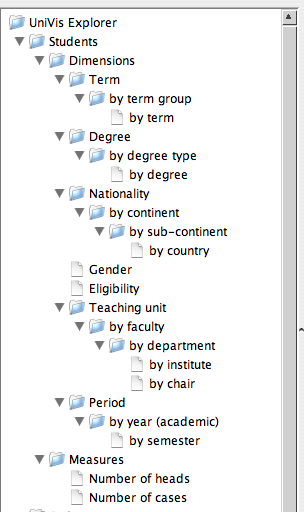 UniVis Explorer
Students
Dimensions
Term
by term group
by term
Degree
by degree type
by degree
Nationality
by continent
by sub-continent
by country
Gender
Eligibility
Teaching unit
by faculty
by department
by institute
by chair
Period
by year (academic)
by semester
Measures
Number of heads
Number of cases